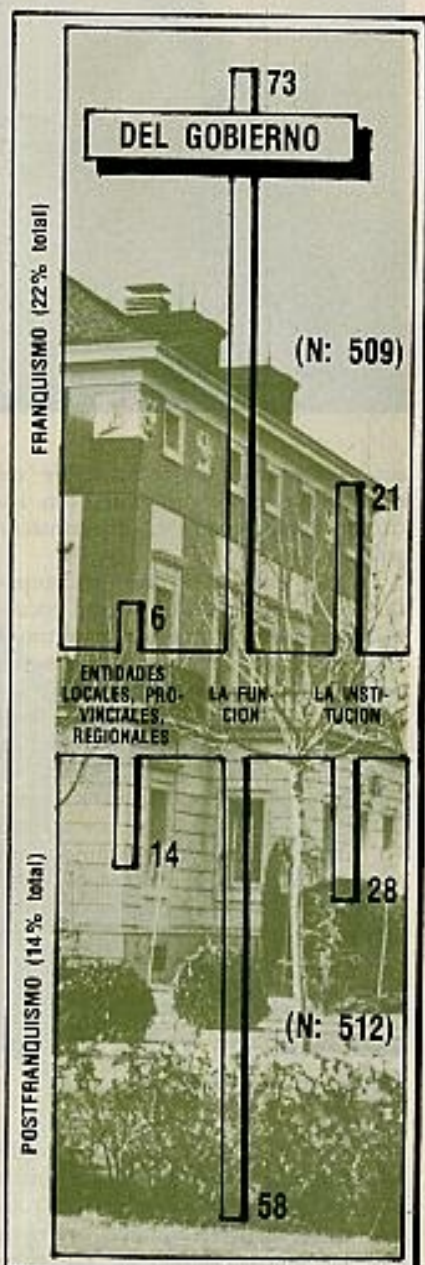 73
DEL GOBIERNO
FRANQUISMO (22% total)
(N: 509)
21
6
ENTIDADES
LOCALES, PRO-
VINCIALES,
REGIONALES
LA FUN-
CION
LA INSTI-
TUCION
POSTFRANQUISMO (14% total)
14
28
(N: 512)
58